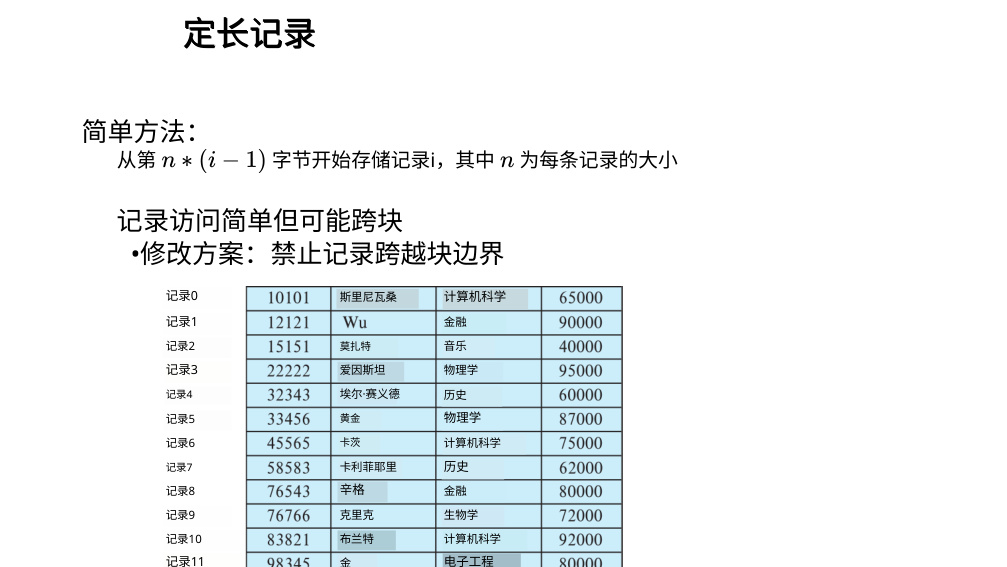 定长记录
简单方法：
从第 n ∗ (i − 1) 字节开始存储记录i，其中 n 为每条记录的大小
记录访问简单但可能跨块
•修改方案：禁止记录跨越块边界
记录0 10101 斯里尼瓦桑 计算机科学 65000
记录1 12121 Wu 金融 90000
记录2 15151 莫扎特 音乐 40000
记录3 22222 爱因斯坦 物理学 95000
记录4 32343 埃尔·赛义德 历史 60000
记录5 33456 黄金 物理学 87000
记录6 45565 卡茨 计算机科学 75000
记录7 58583 卡利菲耶里 历史 62000
记录8 76543 辛格 金融 80000
记录9 76766 克里克 生物学 72000
记录10 83821 布兰特 计算机科学 92000
记录11 98345 金 电子工程 80000